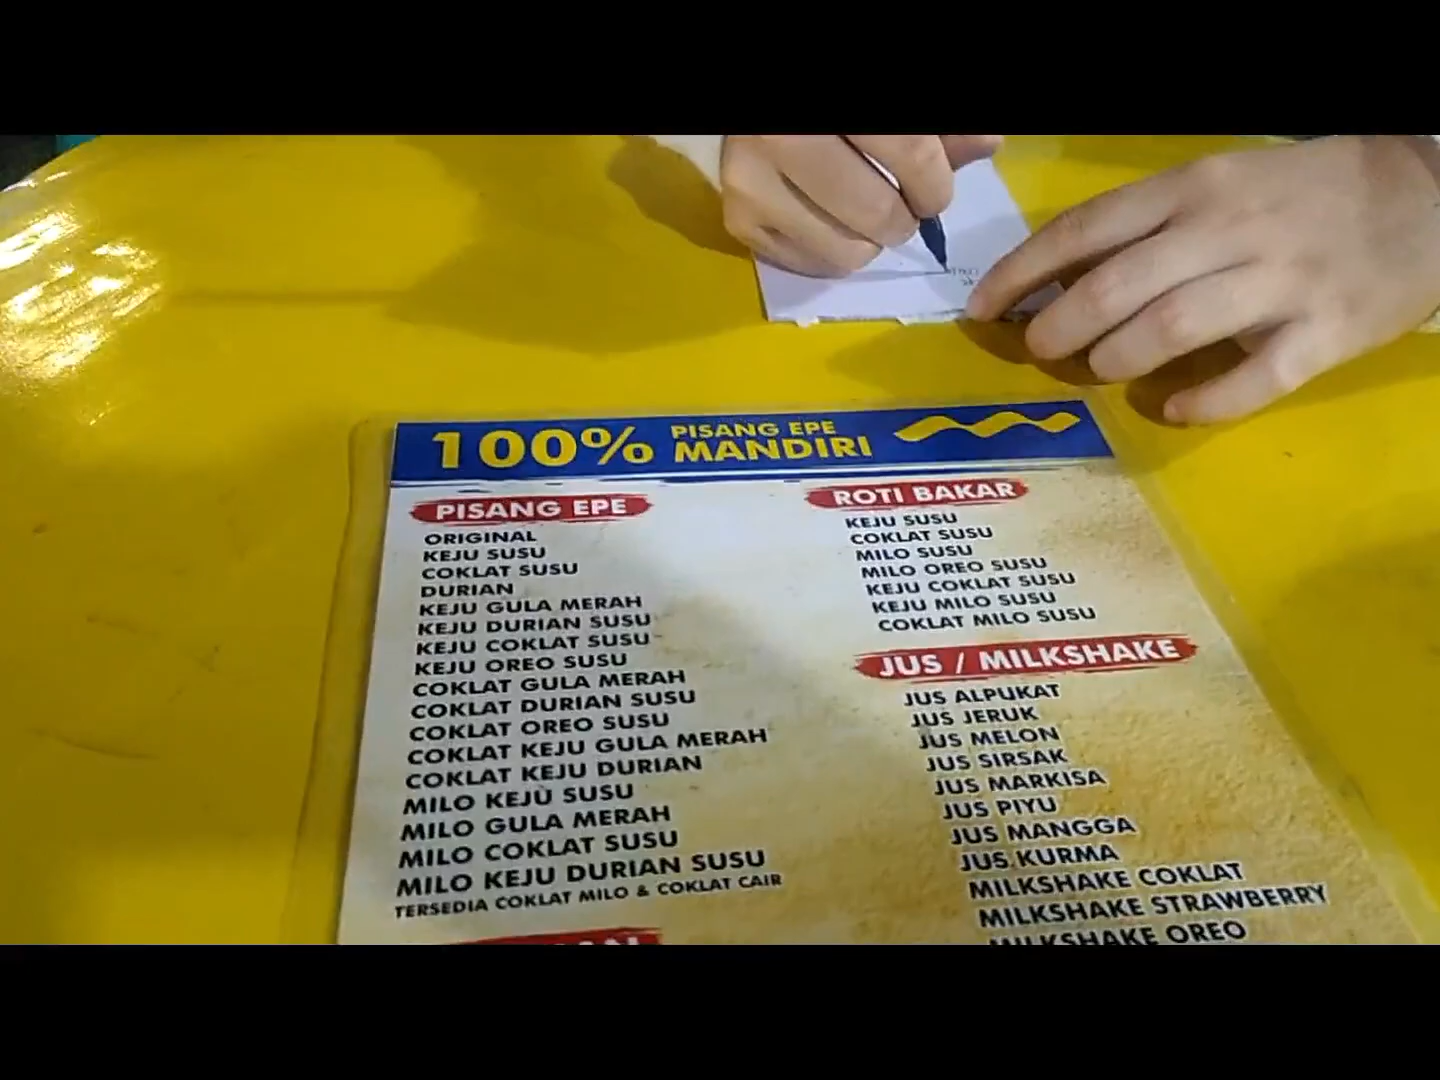 100% PISANG EPE
MANDIRI
PISANG EPE
ORIGINAL
KEJU SUSU
COKLAT SUSU
DURIAN
KEJU GULA MERAH
KEJU DURIAN SUSU
KEJU COKLAT SUSU
KEJU OREO SUSU
COKLAT GULA MERAH
COKLAT DURIAN SUSU
COKLAT OREO SUSU
COKLAT KEJU GULA MERAH
COKLAT KEJU DURIAN
MILO KEJU SUSU
MILO GULA MERAH
MILO COKLAT SUSU
MILO KEJU DURIAN SUSU
TERSEDIA COKLAT MILO & COKLAT CAIR
ROTI BAKAR
KEJU SUSU
COKLAT SUSU
MILO SUSU
MILO OREO SUSU
KEJU COKLAT SUSU
KEJU MILO SUSU
COKLAT MILO SUSU
JUS / MILKSHAKE
JUS ALPUKAT
JUS JERUK
JUS MELON
JUS SIRSAK
JUS MARKISA
JUS PIYU
JUS MANGGA
JUS KURMA
MILKSHAKE COKLAT
MILKSHAKE STRAWBERRY
MILKSHAKE OREO